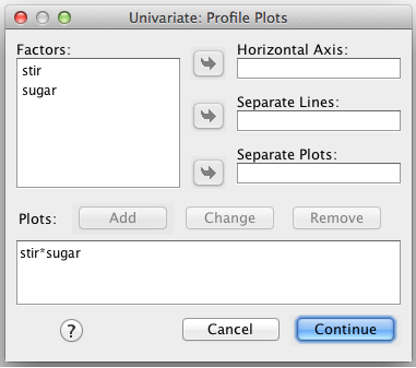 Univariate: Profile Plots
Factors:
stir
sugar
Horizontal Axis:
Separate Lines:
Separate Plots:
Plots: Add Change Remove
stir*sugar
? Cancel Continue